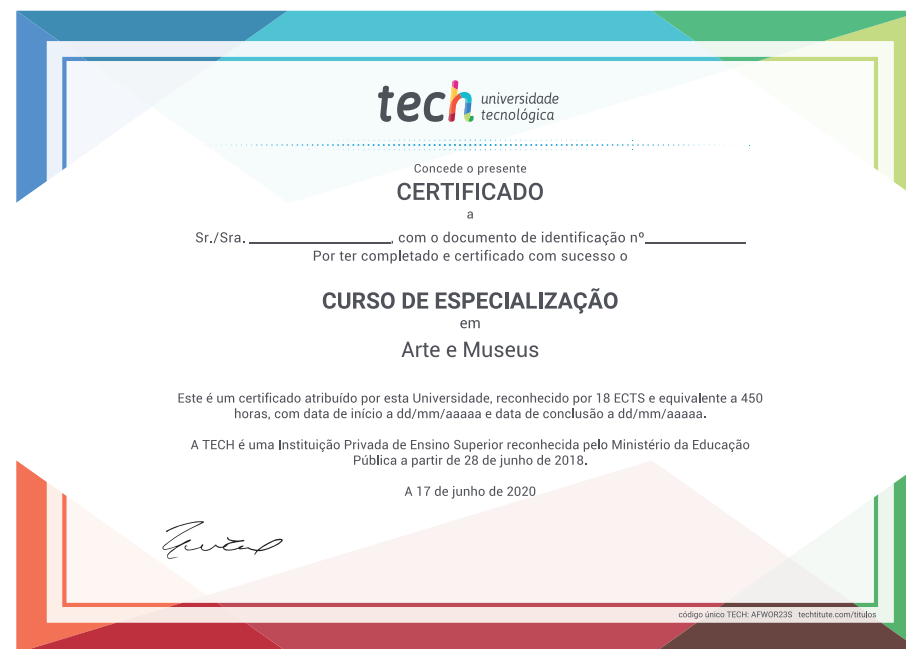 tech universidade
tecnológica
Concede o presente
CERTIFICADO
a
Sr./Sra. , com o documento de identificação nº
Por ter completado e certificado com sucesso o
CURSO DE ESPECIALIZAÇÃO
em
Arte e Museus
Este é um certificado atribuído por esta Universidade, reconhecido por 18 ECTS e equivalente a 450
horas, com data de início a dd/mm/aaaaa e data de conclusão a dd/mm/aaaaa.
A TECH é uma Instituição Privada de Ensino Superior reconhecida pelo Ministério da Educação
Pública a partir de 28 de junho de 2018.
A 17 de junho de 2020
código único TECH: AFWOR23S techtitute.com/titulos